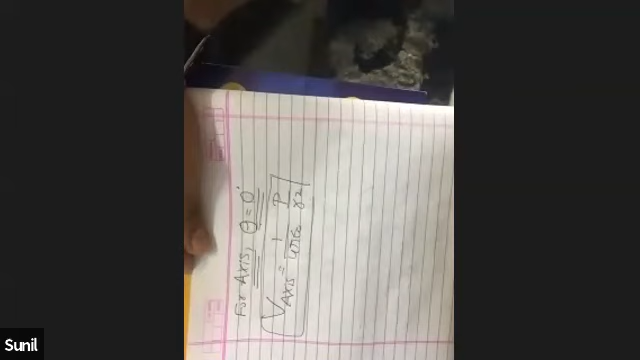 For Axis, θ = 0°
V_Axis = 1/4πε₀ P/r²
Sunil